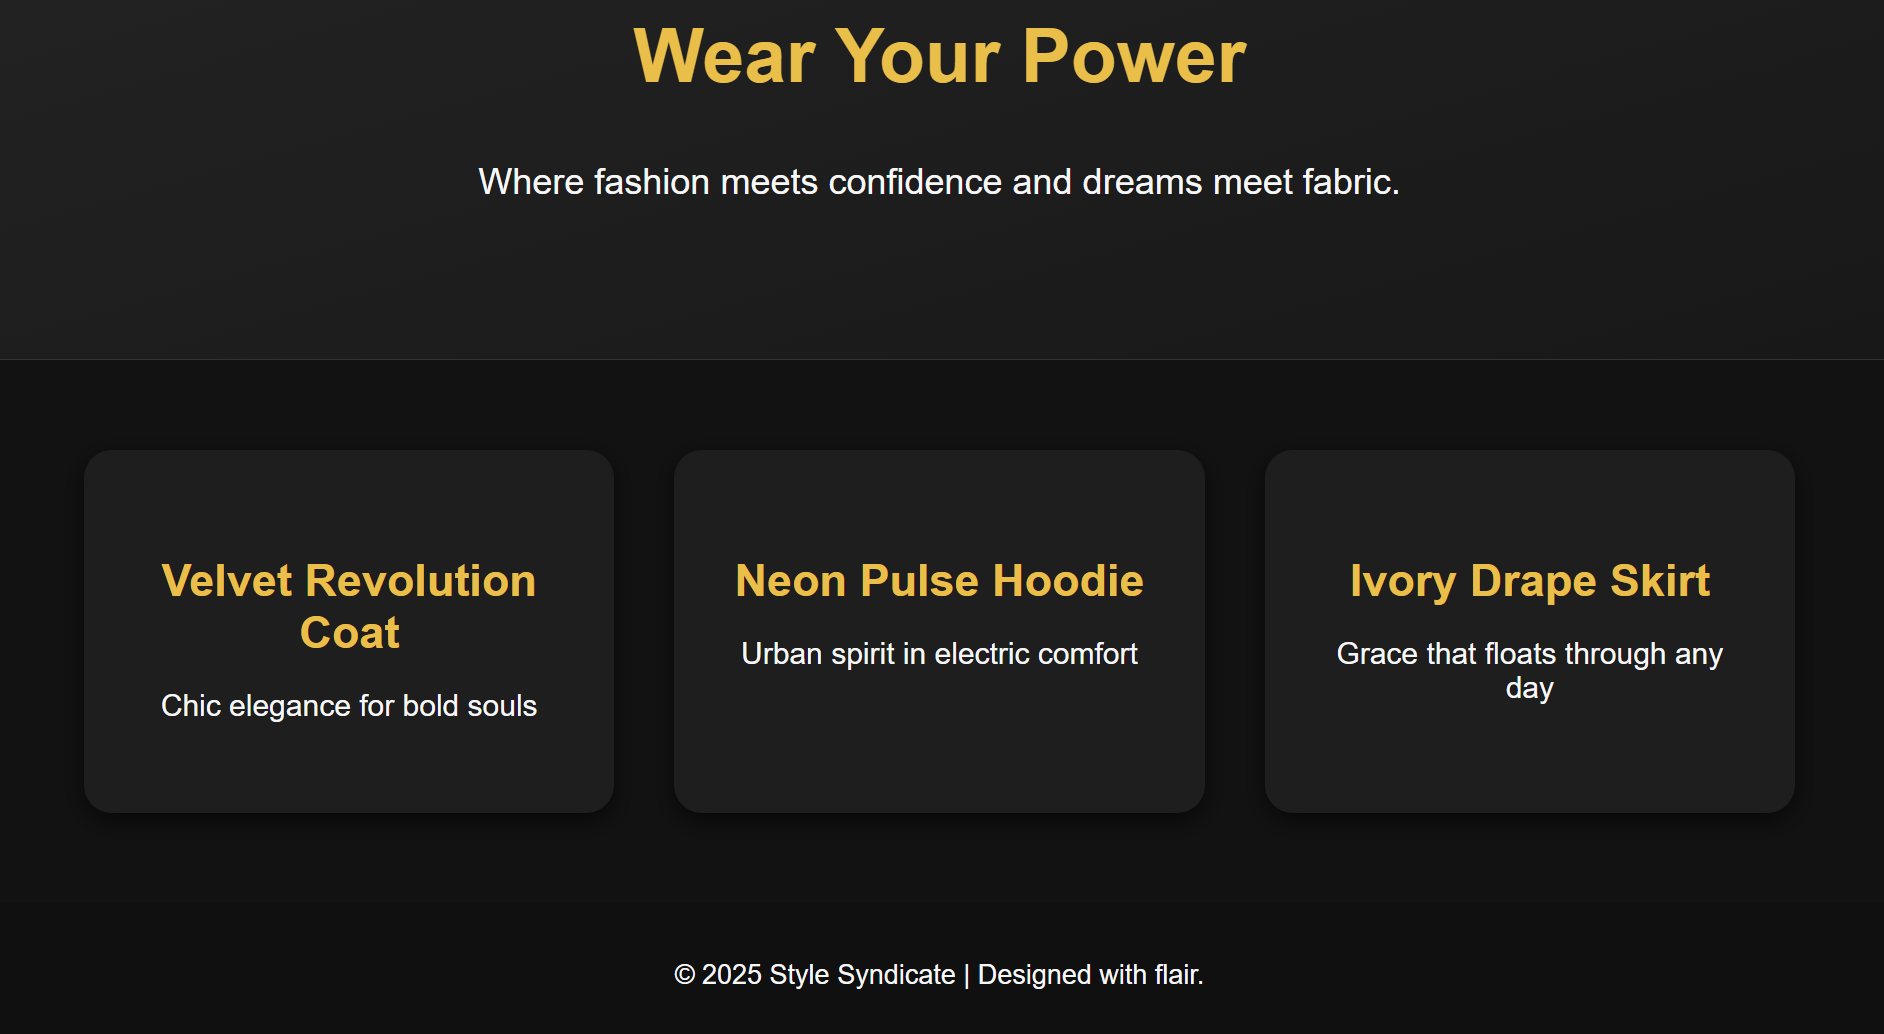 Wear Your Power
Where fashion meets confidence and dreams meet fabric.
Velvet Revolution
Coat
Chic elegance for bold souls
Neon Pulse Hoodie
Urban spirit in electric comfort
Ivory Drape Skirt
Grace that floats through any
day
© 2025 Style Syndicate | Designed with flair.